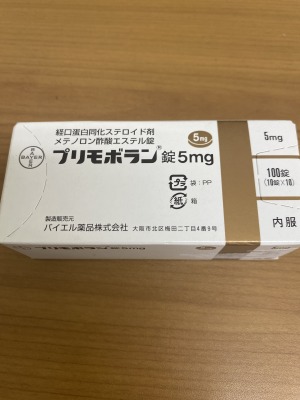 経口蛋白同化ステロイド剤
メテノロン酢酸エステル錠
プリモボラン®錠5mg
5mg
5mg
BAYER
BAYER
プラ
袋:PP
紙
箱
100錠
(10錠×10)
内服
製造販売元
バイエル薬品株式会社 大阪市北区梅田二丁目4番9号